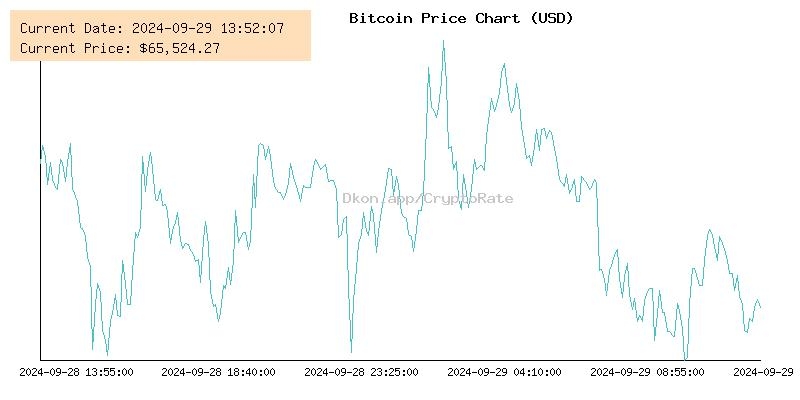 Bitcoin Price Chart (USD)
Current Date: 2024-09-29 13:52:07
Current Price: $65,524.27
Dkon.app/CryptoRate
2024-09-28 13:55:00 2024-09-28 18:40:00 2024-09-28 23:25:00 2024-09-29 04:10:00 2024-09-29 08:55:00 2024-09-29